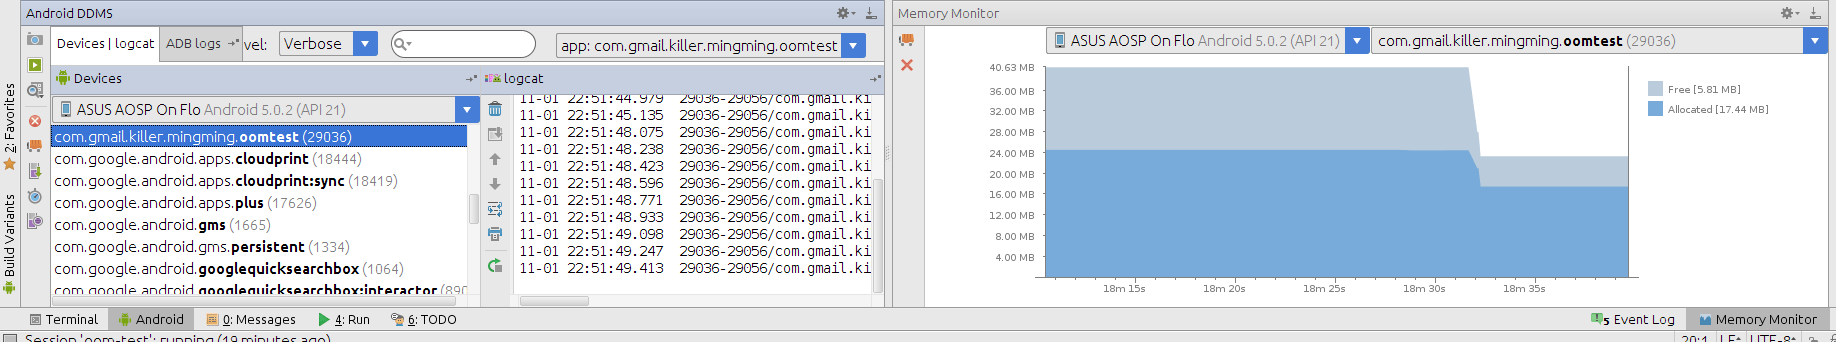 Android DDMS
Devices | logcat
ADB logs
vel:
Verbose
app: com.gmail.killer.mingming.oomtest
Devices
ASUS AOSP On Flo Android 5.0.2 (API 21)
com.gmail.killer.mingming.oomtest (29036)
com.google.android.apps.cloudprint (18444)
com.google.android.apps.cloudprint:sync (18419)
com.google.android.apps.plus (17626)
com.google.android.gms (1665)
com.google.android.gms.persistent (1334)
com.google.android.googlequicksearchbox (1064)
com.google.android.googlequicksearchbox:interactor (890
logcat
11-01 22:51:44.979 29036-29056/com.gmail.ki
11-01 22:51:45.135 29036-29056/com.gmail.ki
11-01 22:51:48.075 29036-29056/com.gmail.ki
11-01 22:51:48.238 29036-29056/com.gmail.ki
11-01 22:51:48.423 29036-29056/com.gmail.ki
11-01 22:51:48.596 29036-29056/com.gmail.ki
11-01 22:51:48.771 29036-29056/com.gmail.ki
11-01 22:51:48.933 29036-29056/com.gmail.ki
11-01 22:51:49.098 29036-29056/com.gmail.ki
11-01 22:51:49.247 29036-29056/com.gmail.ki
11-01 22:51:49.413 29036-29056/com.gmail.ki
2: Favorites
Build Variants
Memory Monitor
ASUS AOSP On Flo Android 5.0.2 (API 21)
com.gmail.killer.mingming.oomtest (29036)
40.63 MB
36.00 MB
32.00 MB
28.00 MB
24.00 MB
20.00 MB
16.00 MB
12.00 MB
8.00 MB
4.00 MB
18m 15s
18m 20s
18m 25s
18m 30s
18m 35s
Free [5.81 MB]
Allocated [17.44 MB]
Terminal
Android
0: Messages
4: Run
6: TODO
5 Event Log
Memory Monitor
Session 'oom-test': running (19 minutes ago)
20:1
LF
UTF-8